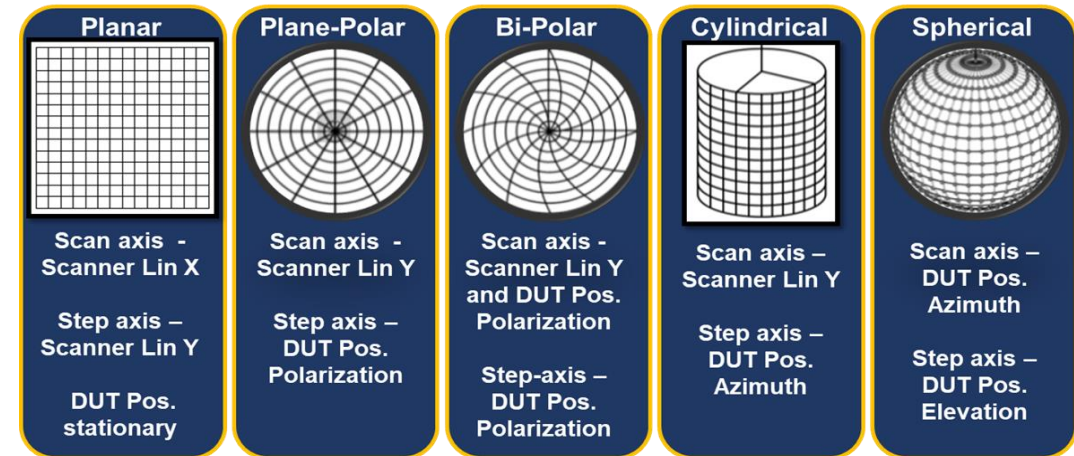 Planar
Scan axis -
Scanner Lin X
Step axis –
Scanner Lin Y
DUT Pos.
stationary
Plane-Polar
Scan axis -
Scanner Lin Y
Step axis –
DUT Pos.
Polarization
Bi-Polar
Scan axis -
Scanner Lin Y
and DUT Pos.
Polarization
Step-axis –
DUT Pos.
Polarization
Cylindrical
Scan axis –
Scanner Lin Y
Step axis –
DUT Pos.
Azimuth
Spherical
Scan axis –
DUT Pos.
Azimuth
Step axis –
DUT Pos.
Elevation